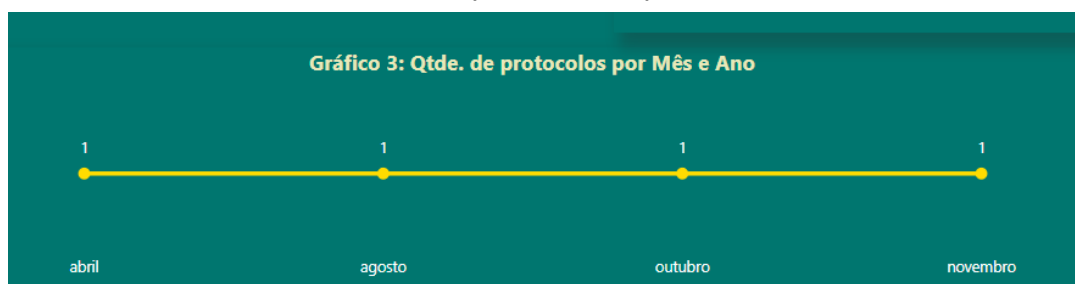 Gráfico 3: Qtde. de protocolos por Mês e Ano
1 1 1 1
abril agosto outubro novembro